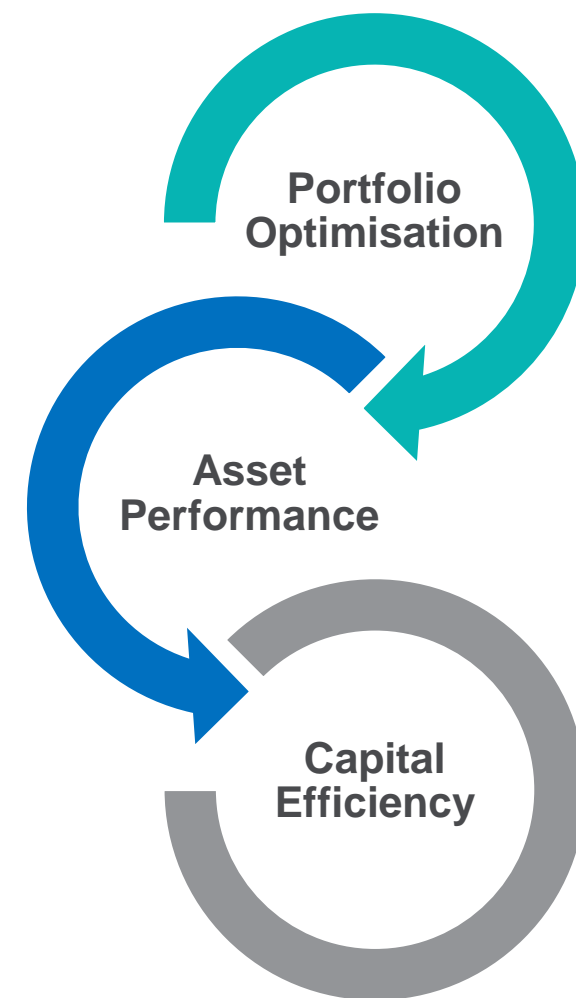 Portfolio
Optimisation
Asset
Performance
Capital
Efficiency